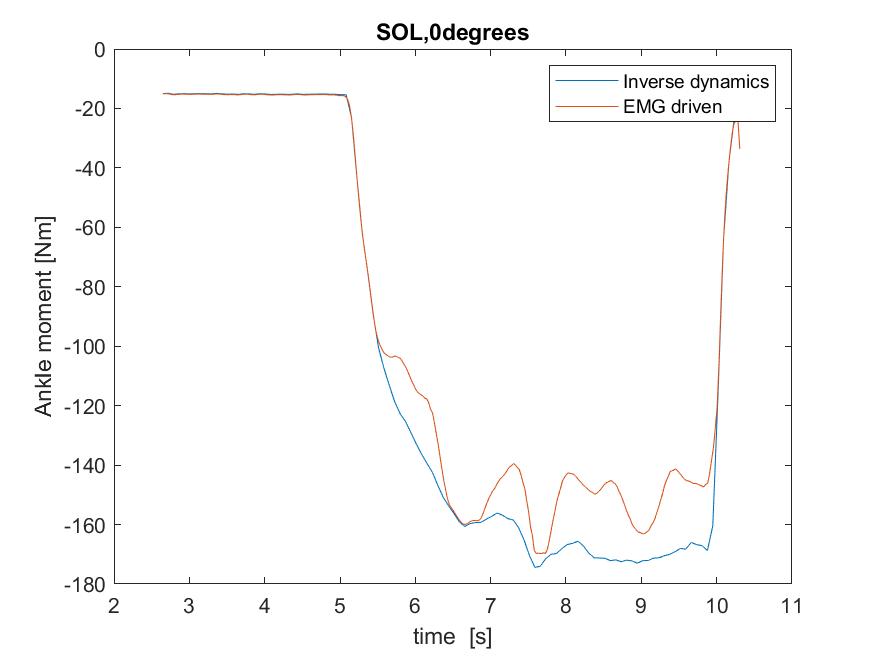 SOL,0degrees
Inverse dynamics
EMG driven
0
-20
-40
-60
-80
-100
-120
-140
-160
-180
Ankle moment [Nm]
2 3 4 5 6 7 8 9 10 11
time [s]